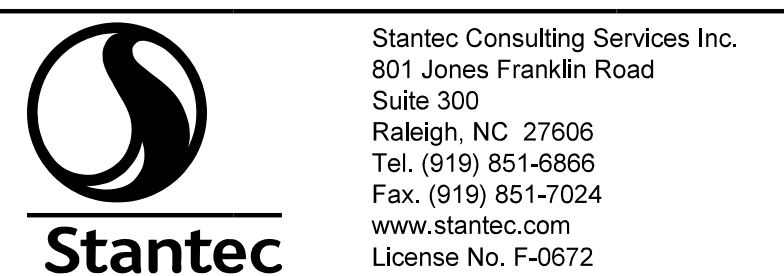 Stantec
Stantec Consulting Services Inc.
801 Jones Franklin Road
Suite 300
Raleigh, NC  27606
Tel. (919) 851-6866
Fax. (919) 851-7024
www.stantec.com
License No. F-0672